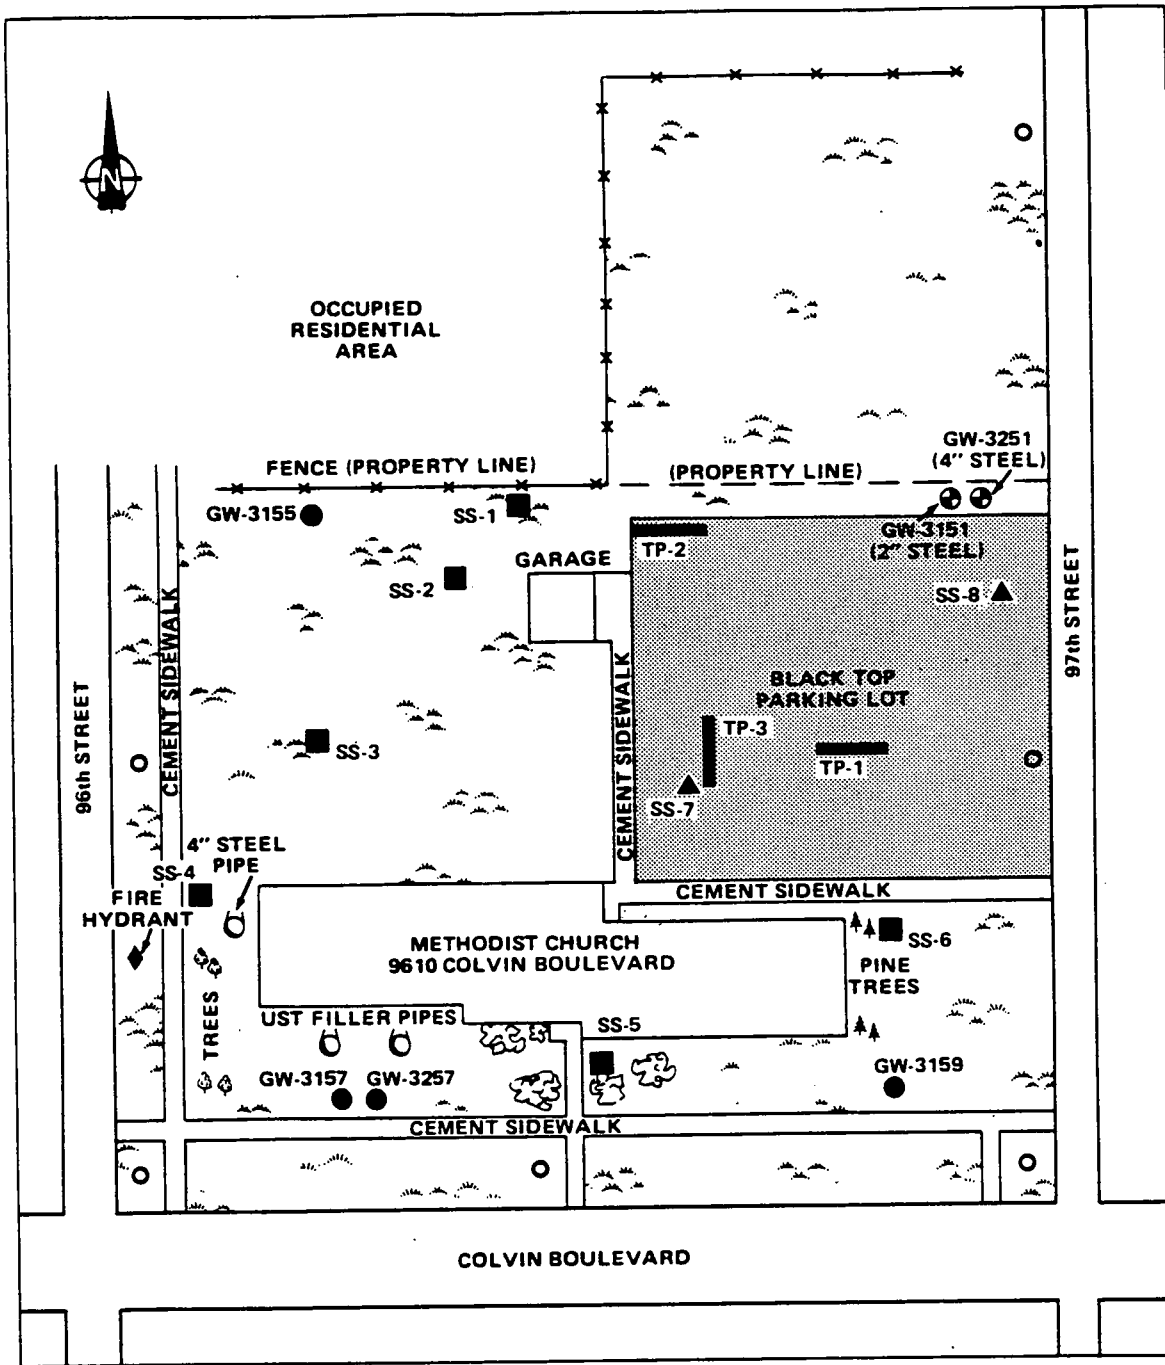 N
OCCUPIED
RESIDENTIAL
AREA
GW-3251
(4" STEEL)
FENCE (PROPERTY LINE)
(PROPERTY LINE)
GW-3155
SS-1
GW-3151
(2" STEEL)
TP-2
GARAGE
SS-2
SS-8
CEMENT SIDEWALK
97th STREET
BLACK TOP
PARKING LOT
96th STREET
CEMENT SIDEWALK
SS-3
TP-3
TP-1
SS-7
4" STEEL
PIPE
SS-4
FIRE
HYDRANT
CEMENT SIDEWALK
METHODIST CHURCH
9610 COLVIN BOULEVARD
SS-6
PINE
TREES
TREES
UST FILLER PIPES
SS-5
GW-3157
GW-3257
GW-3159
CEMENT SIDEWALK
COLVIN BOULEVARD